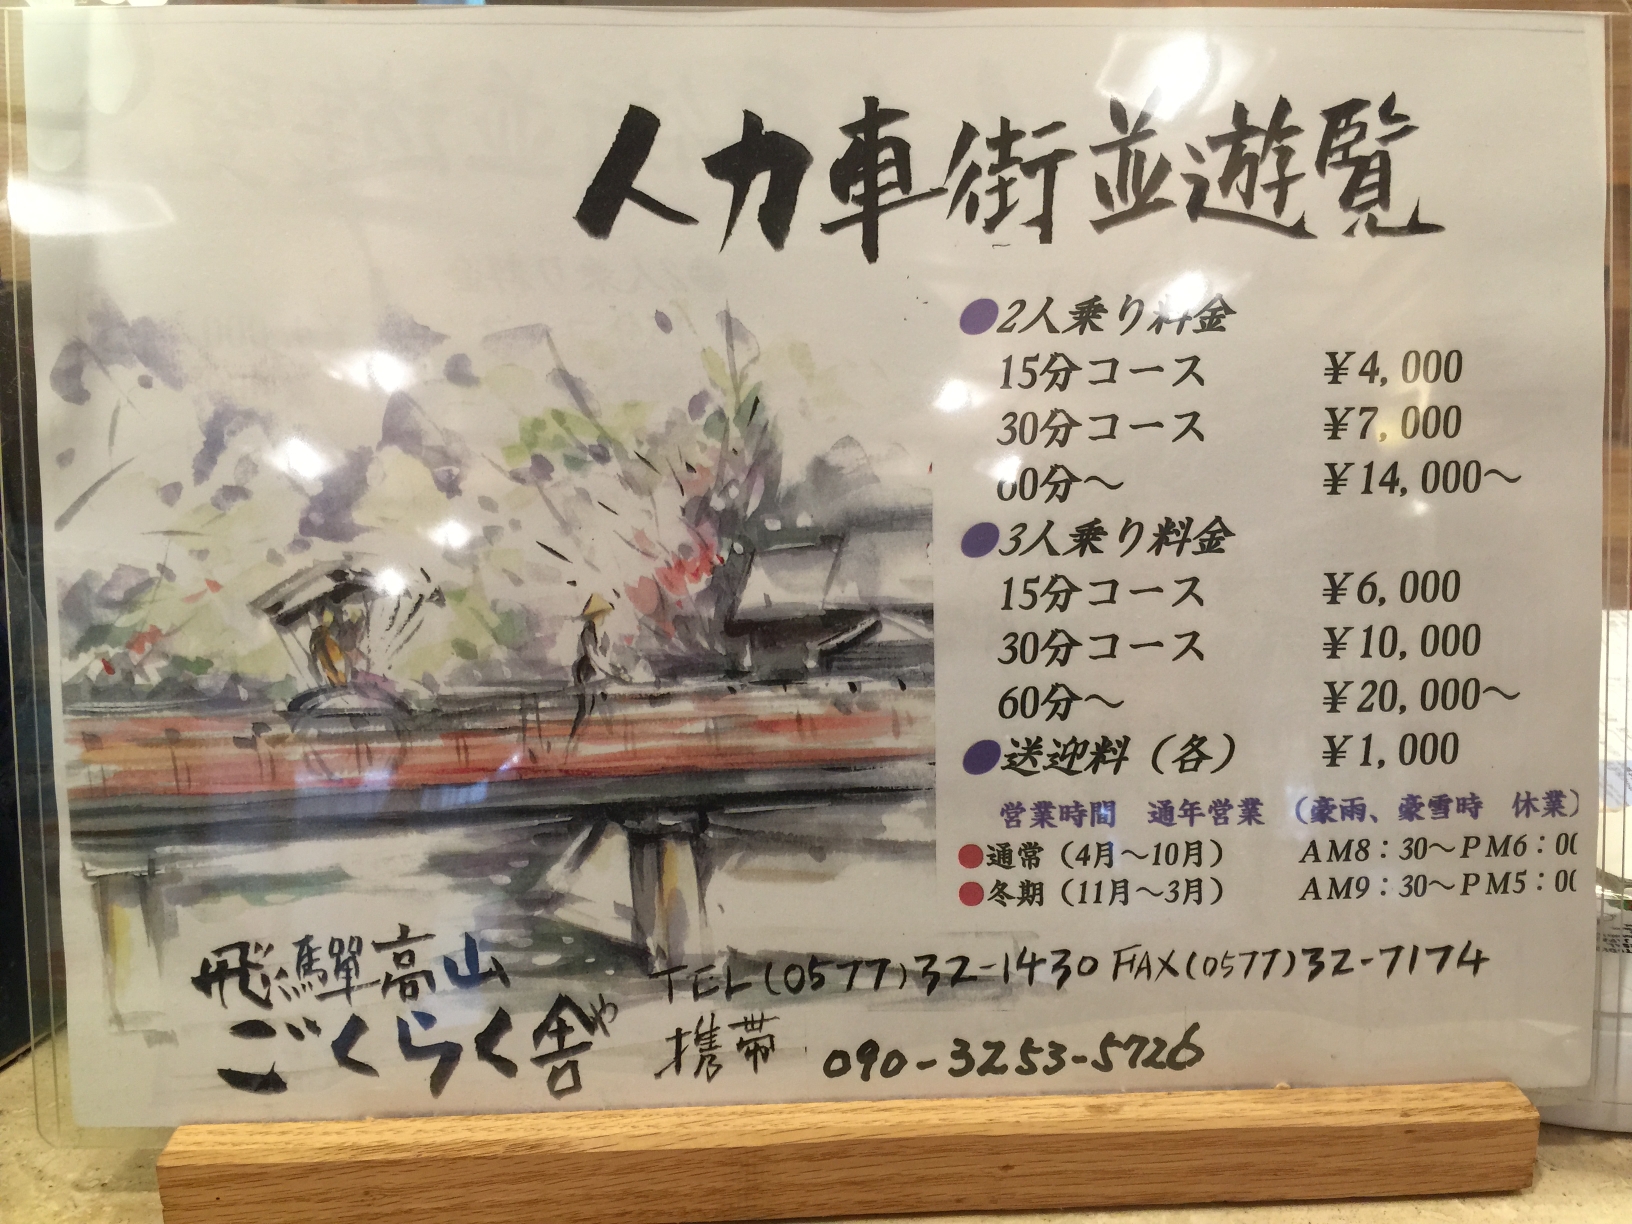 人力車街並遊覧
●2人乗り料金
15分コース ￥4,000
30分コース ￥7,000
60分～ ￥14,000～
●3人乗り料金
15分コース ￥6,000
30分コース ￥10,000
60分～ ￥20,000～
●送迎料（各） ￥1,000
営業時間 通年営業 （豪雨、豪雪時 休業）
●通常（4月～10月） AM8：30～PM6：00
●冬期（11月～3月） AM9：30～PM5：00
飛驒高山
ごくらく舎や
TEL(0577)32-1430 FAX(0577)32-7174
携帯 090-3253-5726